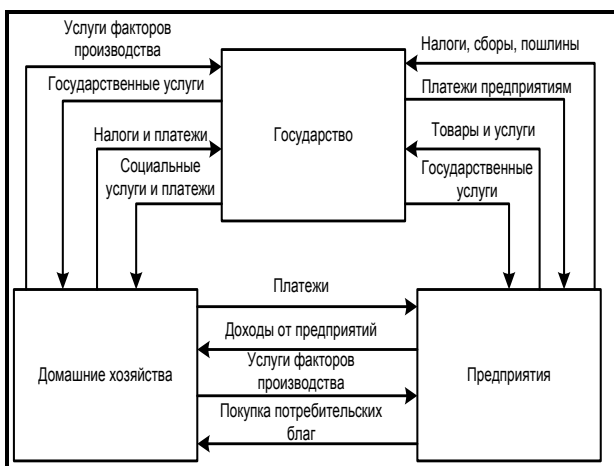 Услуги факторов
производства
Государственные услуги
Налоги и платежи
Социальные
услуги и платежи
Государство
Налоги, сборы, пошлины
Платежи предприятиям
Товары и услуги
Государственные
услуги
Домашние хозяйства
Платежи
Доходы от предприятий
Услуги факторов
производства
Покупка потребительских
благ
Предприятия